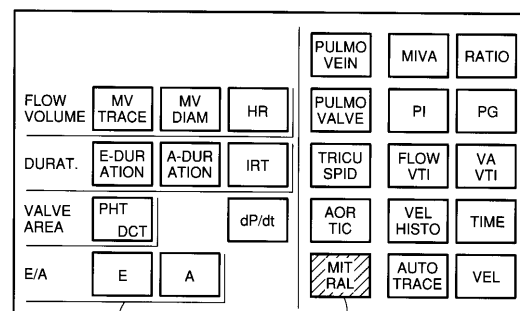 PULMO
VEIN
MIVA
RATIO
FLOW
VOLUME
MV
TRACE
MV
DIAM
HR
PULMO
VALVE
PI
PG
DURAT.
E-DUR
ATION
A-DUR
ATION
IRT
TRICU
SPID
FLOW
VTI
VA
VTI
VALVE
AREA
PHT
DCT
dP/dt
AOR
TIC
VEL
HISTO
TIME
E/A
E
A
MIT
RAL
AUTO
TRACE
VEL